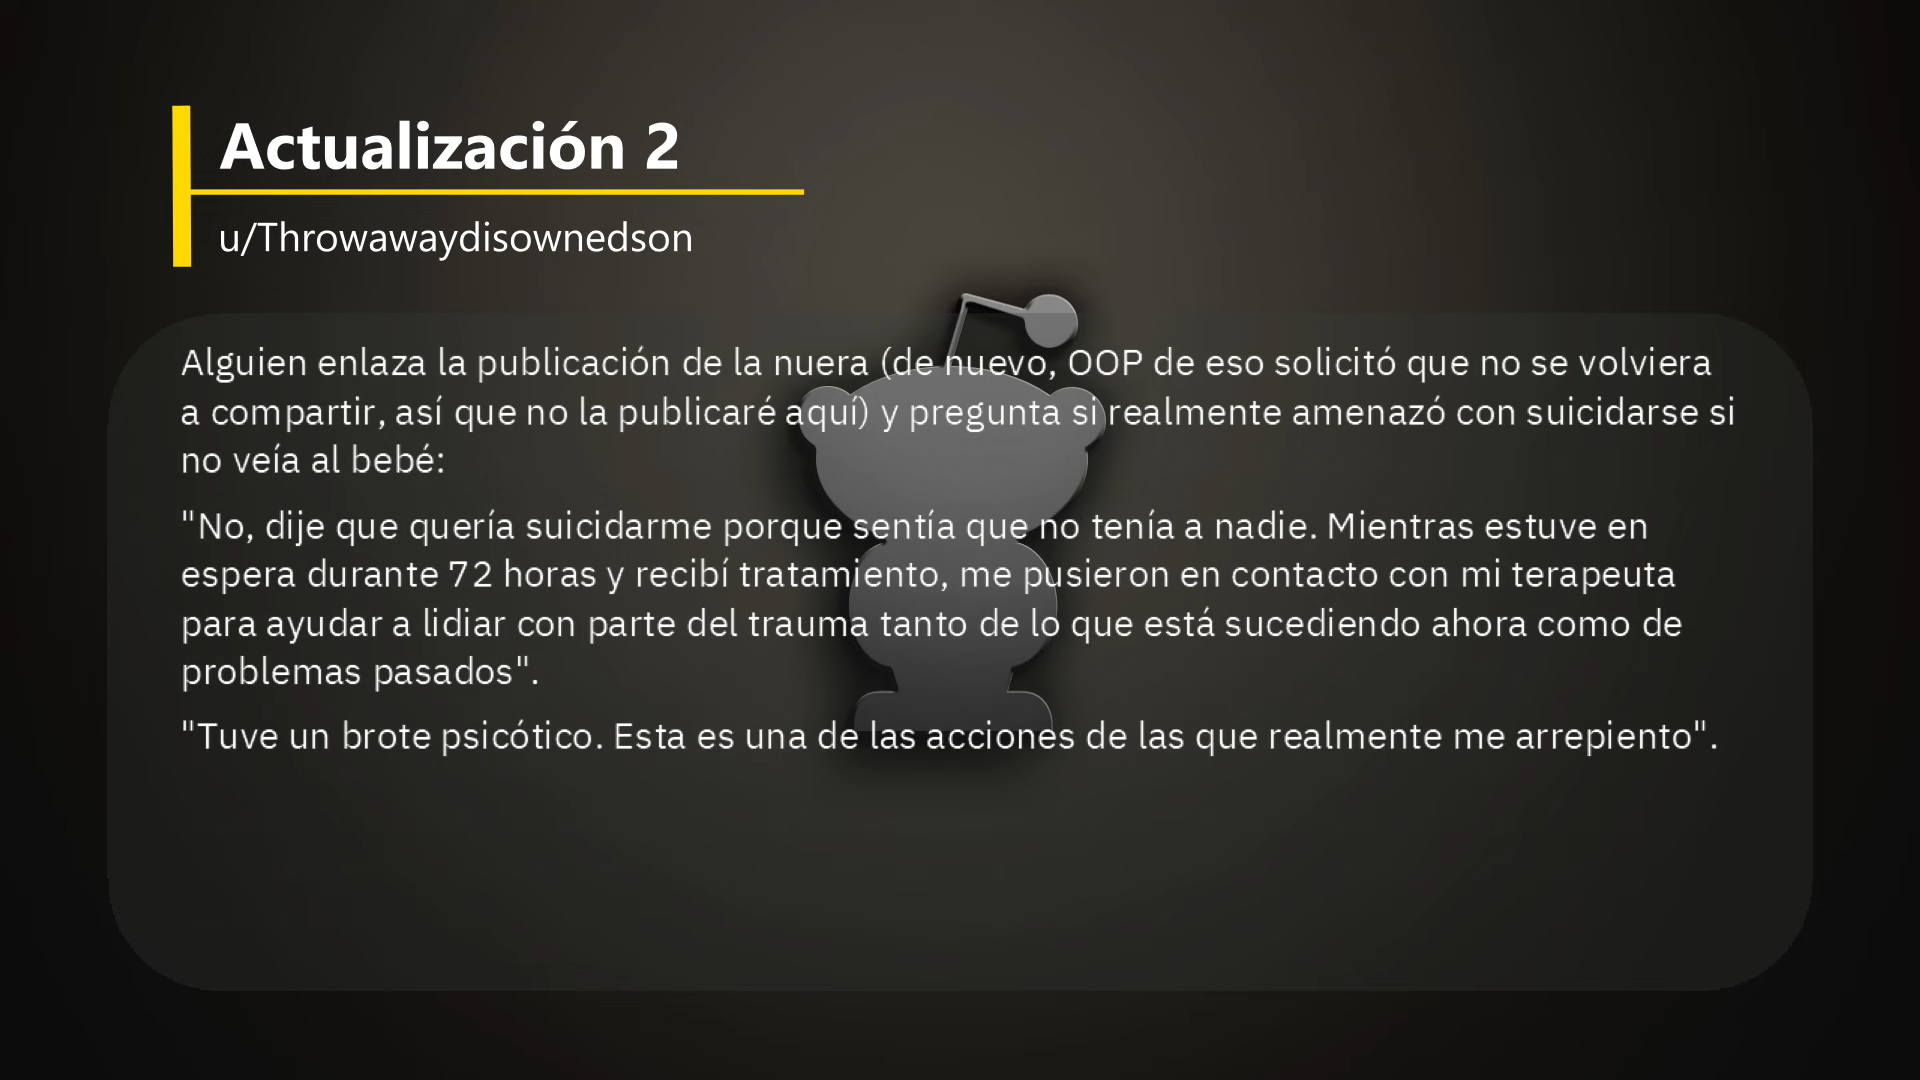 Actualización 2
u/Throwawaydisownedson
Alguien enlaza la publicación de la nuera (de nuevo, OOP de eso solicitó que no se volviera
a compartir, así que no la publicaré aquí) y pregunta si realmente amenazó con suicidarse si
no veía al bebé:
"No, dije que quería suicidarme porque sentía que no tenía a nadie. Mientras estuve en
espera durante 72 horas y recibí tratamiento, me pusieron en contacto con mi terapeuta
para ayudar a lidiar con parte del trauma tanto de lo que está sucediendo ahora como de
problemas pasados".
"Tuve un brote psicótico. Esta es una de las acciones de las que realmente me arrepiento".